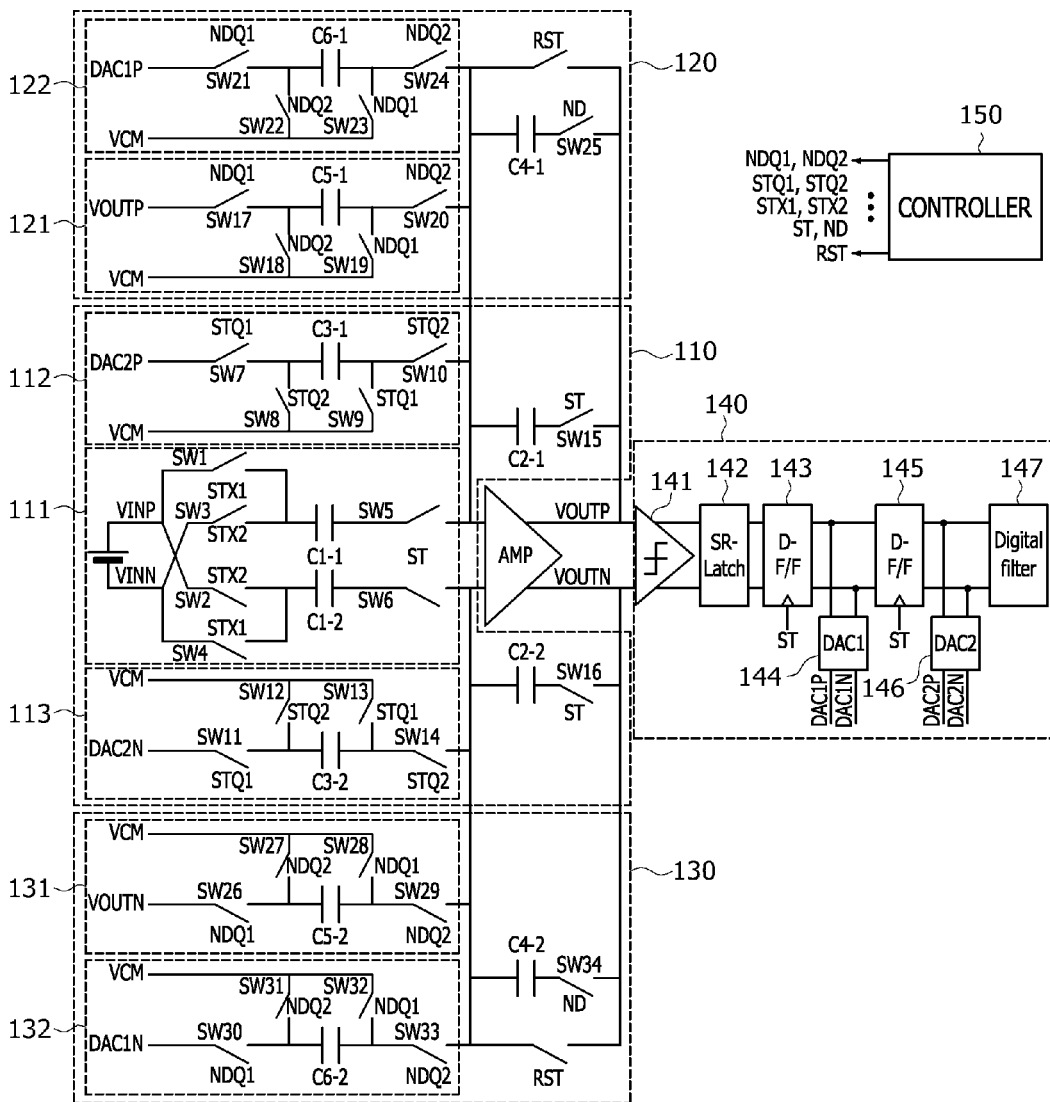 NDQ1 C6-1 NDQ2 RST
122 DAC1P SW21 SW24 120
NDQ2 NDQ1 ND
SW22 SW23 SW25
VCM C4-1
150
NDQ1, NDQ2
STQ1, STQ2
STX1, STX2
ST, ND
RST
CONTROLLER
NDQ1 C5-1 NDQ2
VOUTP SW17 SW20
121
NDQ2 NDQ1
SW18 SW19
VCM
STQ1 C3-1 STQ2
DAC2P 110
112 SW7 SW10
STQ2 STQ1 ST
SW8 SW9 SW15
VCM C2-1
140
SW1
111 STX1
VINP SW3 SW5
STX2 C1-1
VINN ST AMP
STX2
SW2 SW6
STX1 C1-2
SW4
VOUTP
VOUTN
141 142 143 145 147
SR-
Latch
D-
F/F
D-
F/F
Digital
filter
ST ST
DAC1 DAC2
144 146
DAC1P
DAC1N
DAC2P
DAC2N
VCM C2-2 SW16
SW12 SW13 ST
113 STQ2 STQ1
DAC2N SW11 SW14
STQ1 C3-2 STQ2
VCM
SW27 SW28
NDQ2 NDQ1 130
131
VOUTN SW26 SW29
NDQ1 C5-2 NDQ2
C4-2 SW34
ND
VCM
SW31 SW32
NDQ2 NDQ1
132
DAC1N SW30 SW33
NDQ1 C6-2 NDQ2 RST